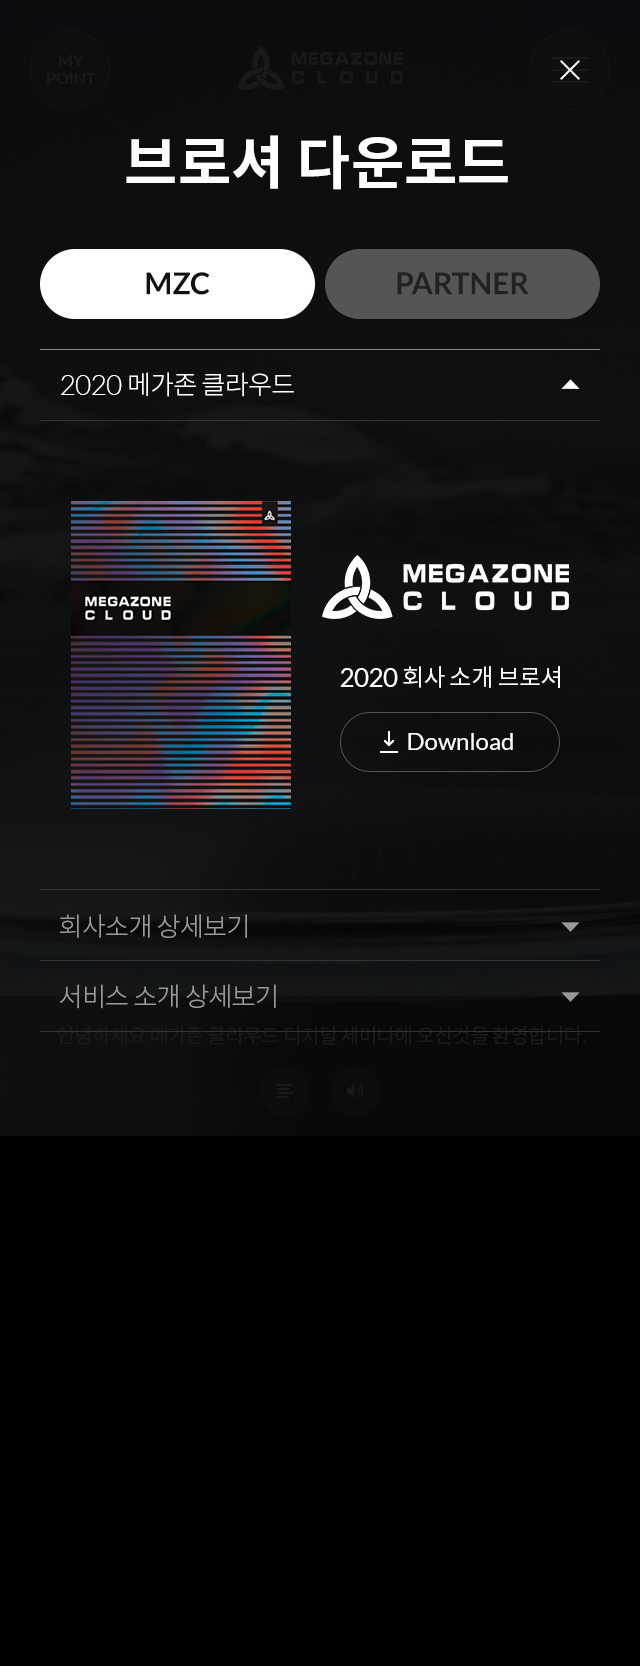 MY
POINT
MEGAZONE
CLOUD
브로셔 다운로드
MZC
PARTNER
2020 메가존 클라우드
MEGAZONE
CLOUD
MEGAZONE
CLOUD
2020 회사 소개 브로셔
Download
회사소개 상세보기
서비스 소개 상세보기
안녕하세요 메가존 클라우드 디지털 세미나에 오신것을 환영합니다.